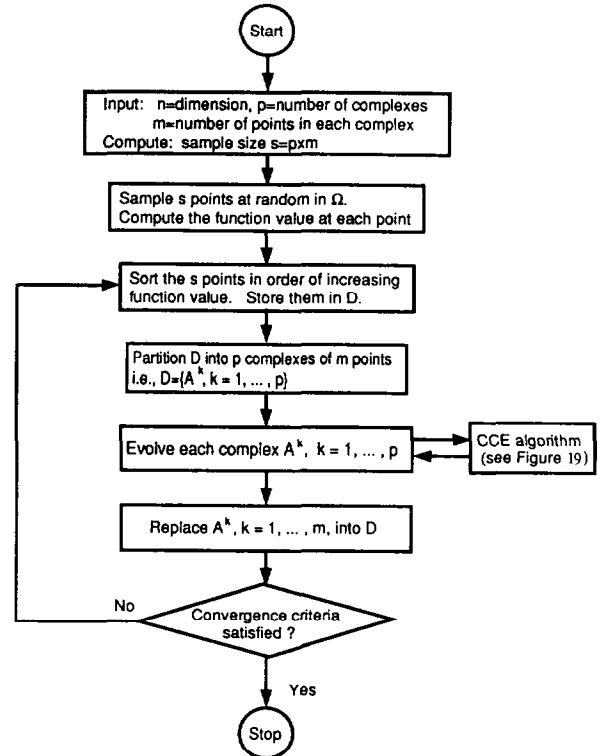 Start
Input: n=dimension, p=number of complexes
m=number of points in each complex
Compute: sample size s=pxm
Sample s points at random in Ω.
Compute the function value at each point
Sort the s points in order of increasing
function value. Store them in D.
Partition D into p complexes of m points
i.e., D={A^k, k = 1, ... , p}
Evolve each complex A^k, k = 1, ... , p
CCE algorithm
(see Figure 19)
Replace A^k, k = 1, ... , m, into D
No
Convergence criteria
satisfied ?
Yes
Stop